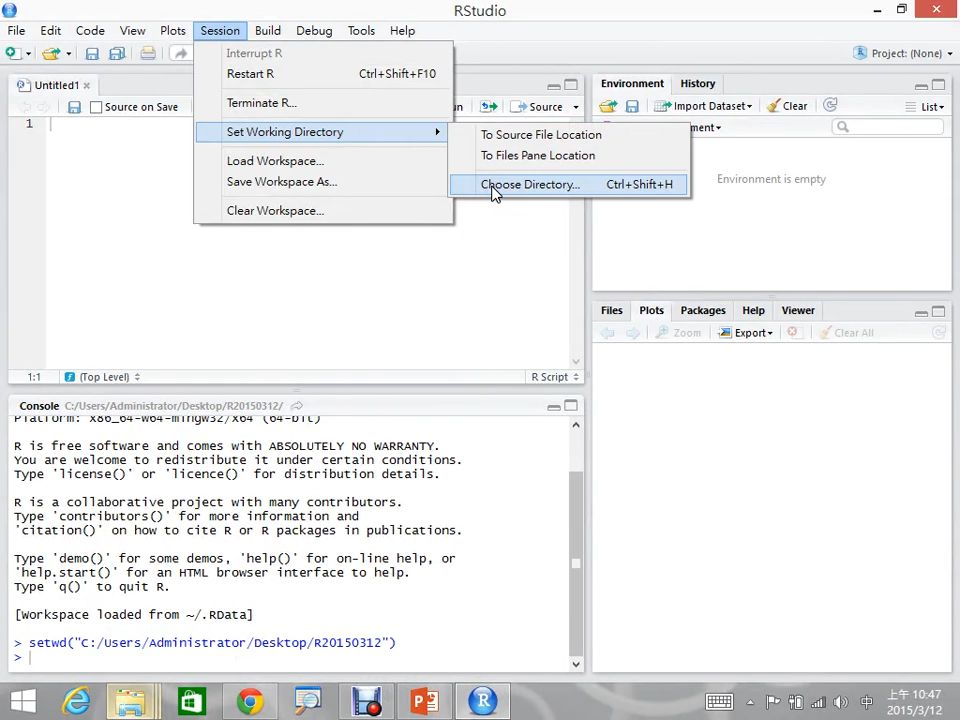 RStudio
File Edit Code View Plots Session Build Debug Tools Help
Project: (None)
Interrupt R
Restart R Ctrl+Shift+F10
Terminate R...
Set Working Directory
Load Workspace...
Save Workspace As...
Clear Workspace...
To Source File Location
To Files Pane Location
Choose Directory... Ctrl+Shift+H
Untitled1
Source on Save
Source
1
1:1 (Top Level) R Script
Environment History
Import Dataset Clear List
Environment is empty
Files Plots Packages Help Viewer
Zoom Export Clear All
Console C:/Users/Administrator/Desktop/R20150312/
Platform: x86_64-w64-mingw32/x64 (64-bit)
R is free software and comes with ABSOLUTELY NO WARRANTY.
You are welcome to redistribute it under certain conditions.
Type 'license()' or 'licence()' for distribution details.
R is a collaborative project with many contributors.
Type 'contributors()' for more information and
'citation()' on how to cite R or R packages in publications.
Type 'demo()' for some demos, 'help()' for on-line help, or
'help.start()' for an HTML browser interface to help.
Type 'q()' to quit R.
[Workspace loaded from ~/.RData]
> setwd("C:/Users/Administrator/Desktop/R20150312")
>
中
上午 10:47
2015/3/12